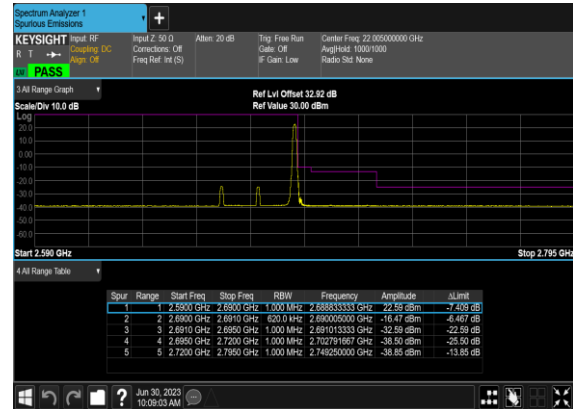 Spectrum Analyzer 1
Spurious Emissions
KEYSIGHT Input: RF Input Z: 50 Ω Atten: 20 dB Trig: Free Run Center Freq: 22.005000000 GHz
R T Coupling: DC Corrections: Off Gate: Off Avg|Hold: 1000/1000
Align: Off Freq Ref: Int (S) IF Gain: Low Radio Std: None
PASS
3 All Range Graph
Ref Lvl Offset 32.92 dB
Scale/Div 10.0 dB Ref Value 30.00 dBm
Log
20.0
10.0
0.00
-10.0
-20.0
-30.0
-40.0
-50.0
-60.0
Start 2.590 GHz Stop 2.795 GHz
4 All Range Table
Spur Range Start Freq Stop Freq RBW Frequency Amplitude ΔLimit
1 1 2.5900 GHz 2.6900 GHz 1.000 MHz 2.688833333 GHz 22.59 dBm -7.409 dB
2 2 2.6900 GHz 2.6910 GHz 620.0 kHz 2.690005000 GHz -16.47 dBm -6.467 dB
3 3 2.6910 GHz 2.6950 GHz 1.000 MHz 2.691013333 GHz -32.59 dBm -22.59 dB
4 4 2.6950 GHz 2.7200 GHz 1.000 MHz 2.702791667 GHz -38.50 dBm -25.50 dB
5 5 2.7200 GHz 2.7950 GHz 1.000 MHz 2.749250000 GHz -38.85 dBm -13.85 dB
Jun 30, 2023
10:09:03 AM